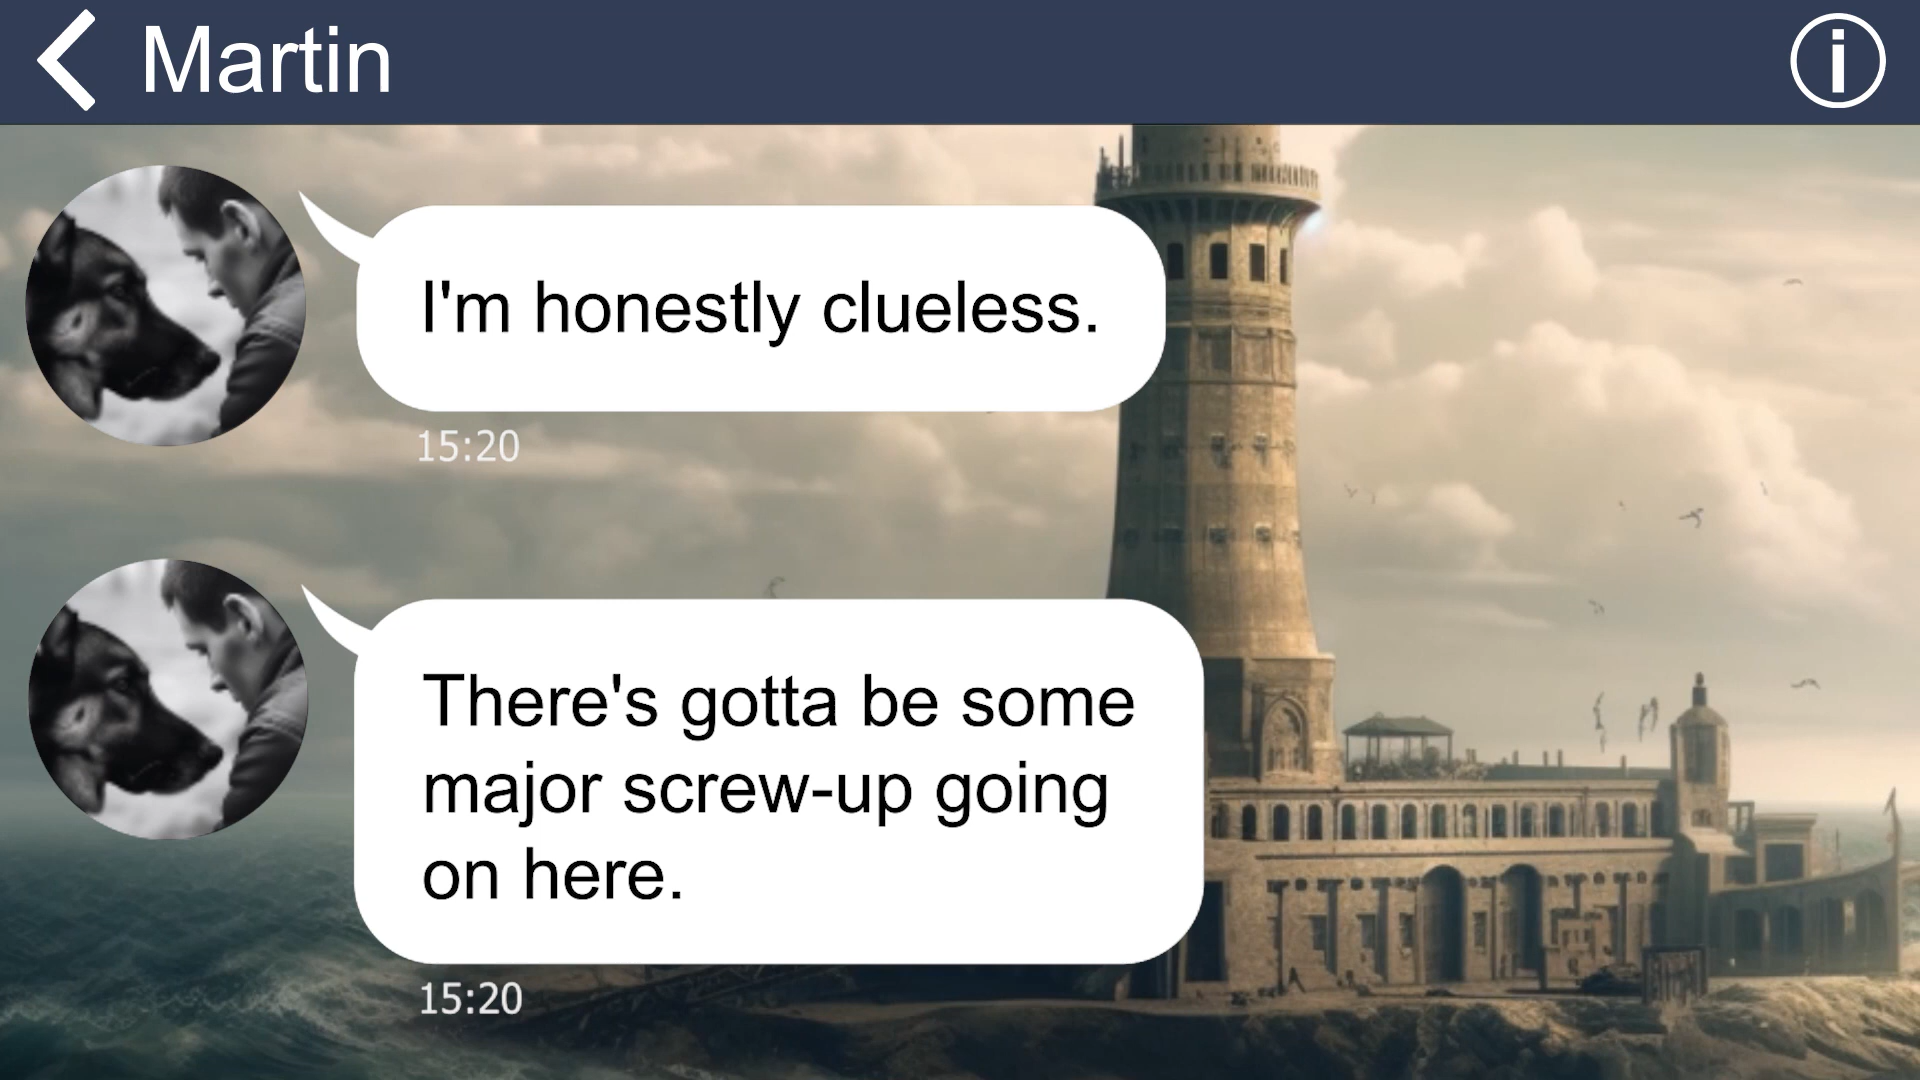 Martin
I'm honestly clueless.
15:20
There's gotta be some
major screw-up going
on here.
15:20